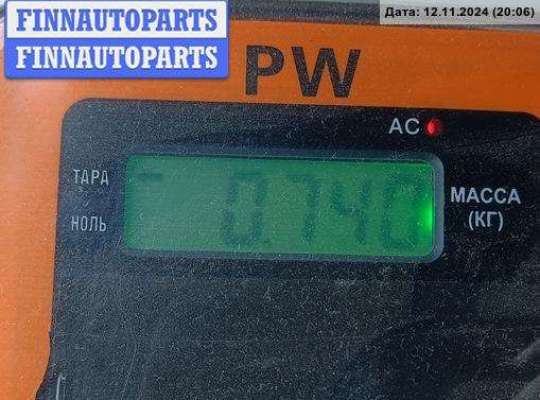 FINNAUTOPARTS
FINNAUTOPARTS
Дата: 12.11.2024 (20:06)
PW
AC
ТАРА
НОЛЬ
0.740
МАССА
(КГ)